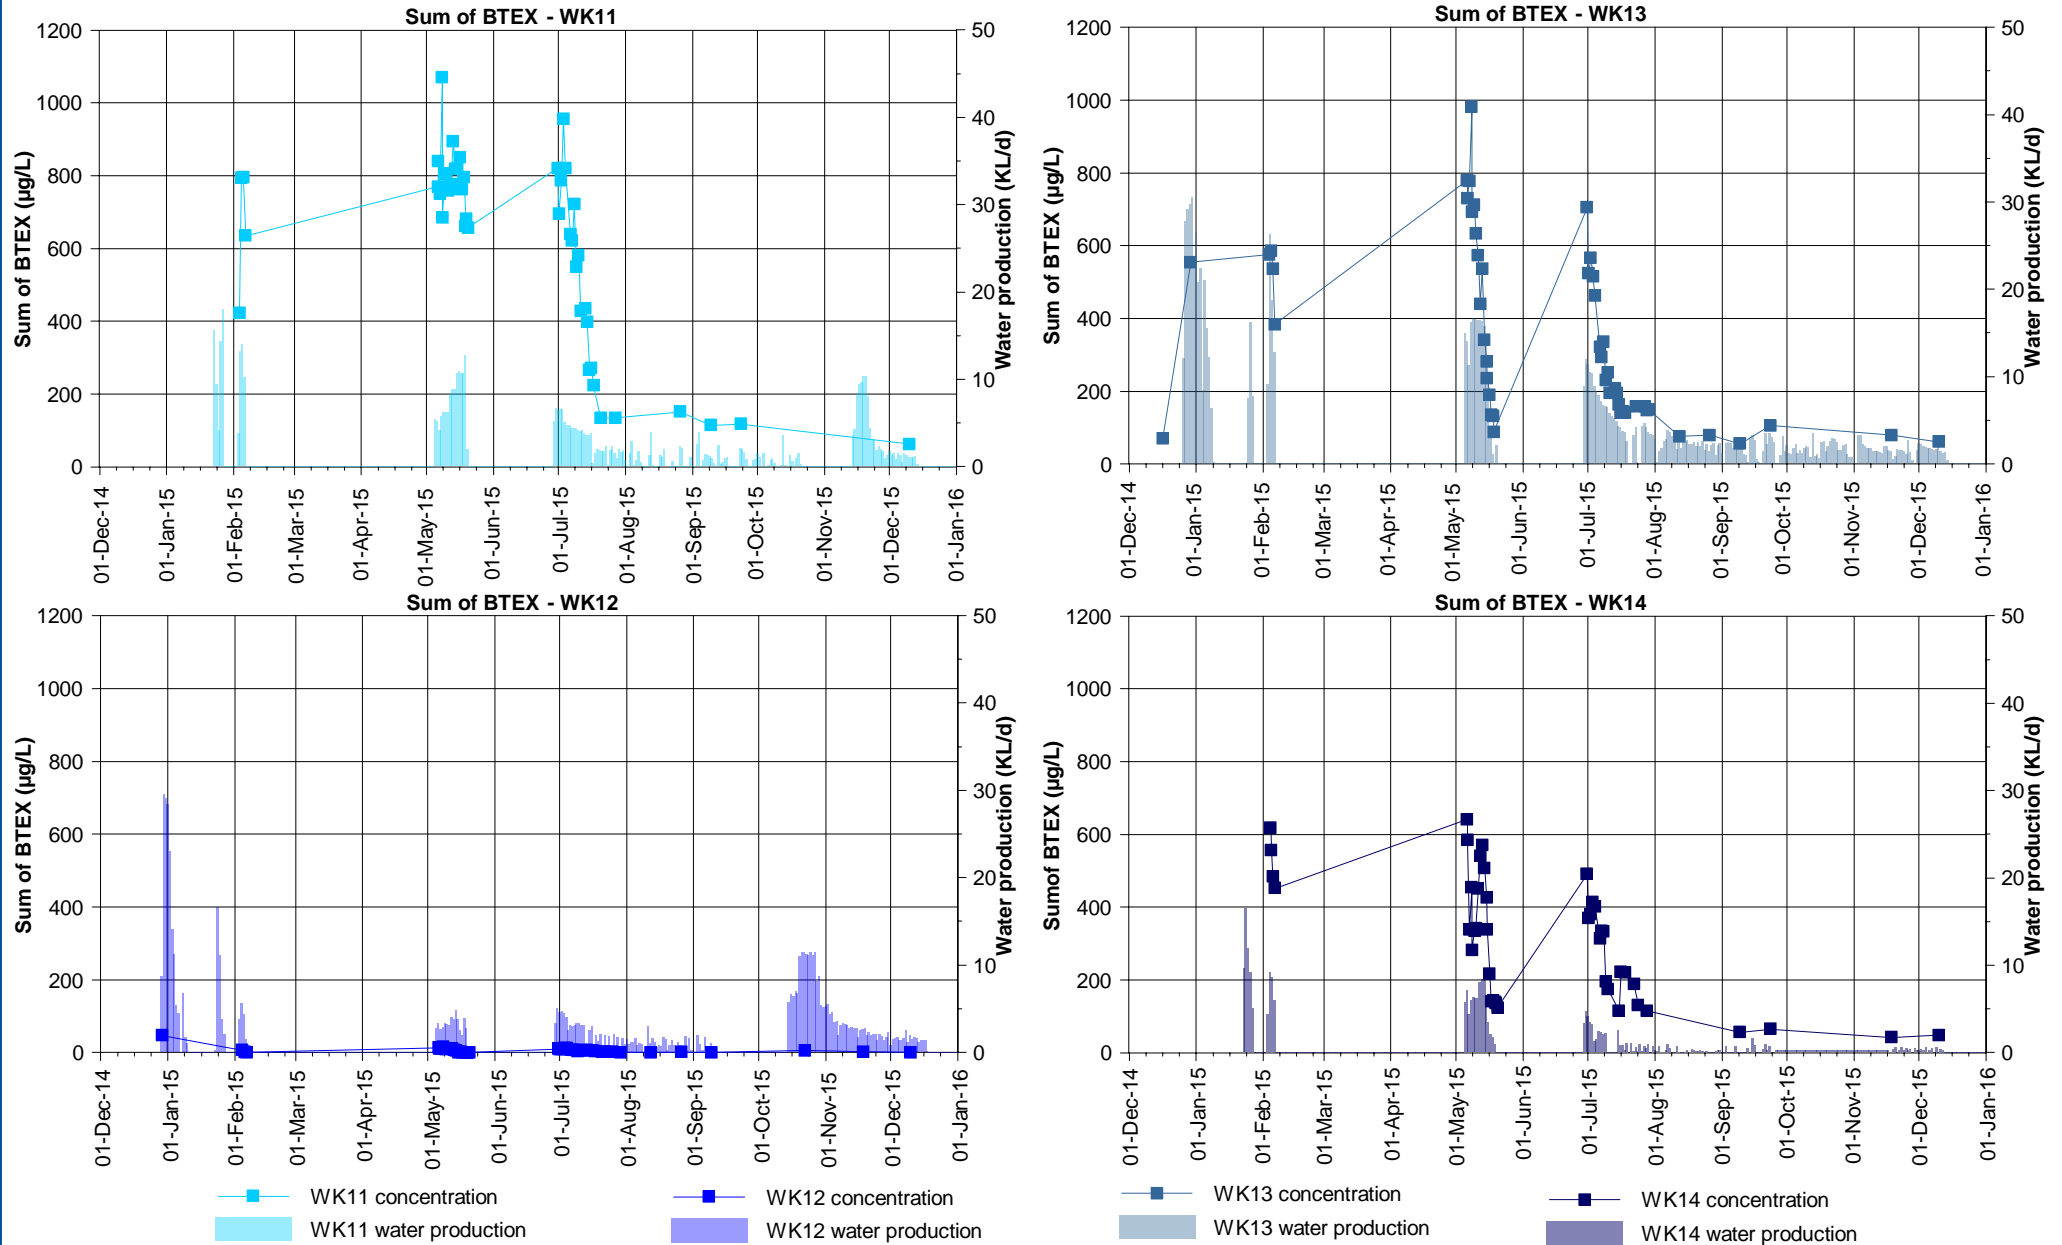 Sum of BTEX - WK11
1200
1000
800
600
400
200
0
Sum of BTEX (µg/L)
50
40
30
20
10
0
Water production (KL/d)
01-Dec-14
01-Jan-15
01-Feb-15
01-Mar-15
01-Apr-15
01-May-15
01-Jun-15
01-Jul-15
01-Aug-15
01-Sep-15
01-Oct-15
01-Nov-15
01-Dec-15
01-Jan-16
Sum of BTEX - WK13
1200
1000
800
600
400
200
0
Sum of BTEX (µg/L)
50
40
30
20
10
0
Water production (KL/d)
01-Dec-14
01-Jan-15
01-Feb-15
01-Mar-15
01-Apr-15
01-May-15
01-Jun-15
01-Jul-15
01-Aug-15
01-Sep-15
01-Oct-15
01-Nov-15
01-Dec-15
01-Jan-16
Sum of BTEX - WK12
1200
1000
800
600
400
200
0
Sum of BTEX (µg/L)
50
40
30
20
10
0
Water production (KL/d)
01-Dec-14
01-Jan-15
01-Feb-15
01-Mar-15
01-Apr-15
01-May-15
01-Jun-15
01-Jul-15
01-Aug-15
01-Sep-15
01-Oct-15
01-Nov-15
01-Dec-15
01-Jan-16
Sum of BTEX - WK14
1200
1000
800
600
400
200
0
Sumof BTEX (µg/L)
50
40
30
20
10
0
Water production (KL/d)
01-Dec-14
01-Jan-15
01-Feb-15
01-Mar-15
01-Apr-15
01-May-15
01-Jun-15
01-Jul-15
01-Aug-15
01-Sep-15
01-Oct-15
01-Nov-15
01-Dec-15
01-Jan-16
WK11 concentration
WK11 water production
WK12 concentration
WK12 water production
WK13 concentration
WK13 water production
WK14 concentration
WK14 water production